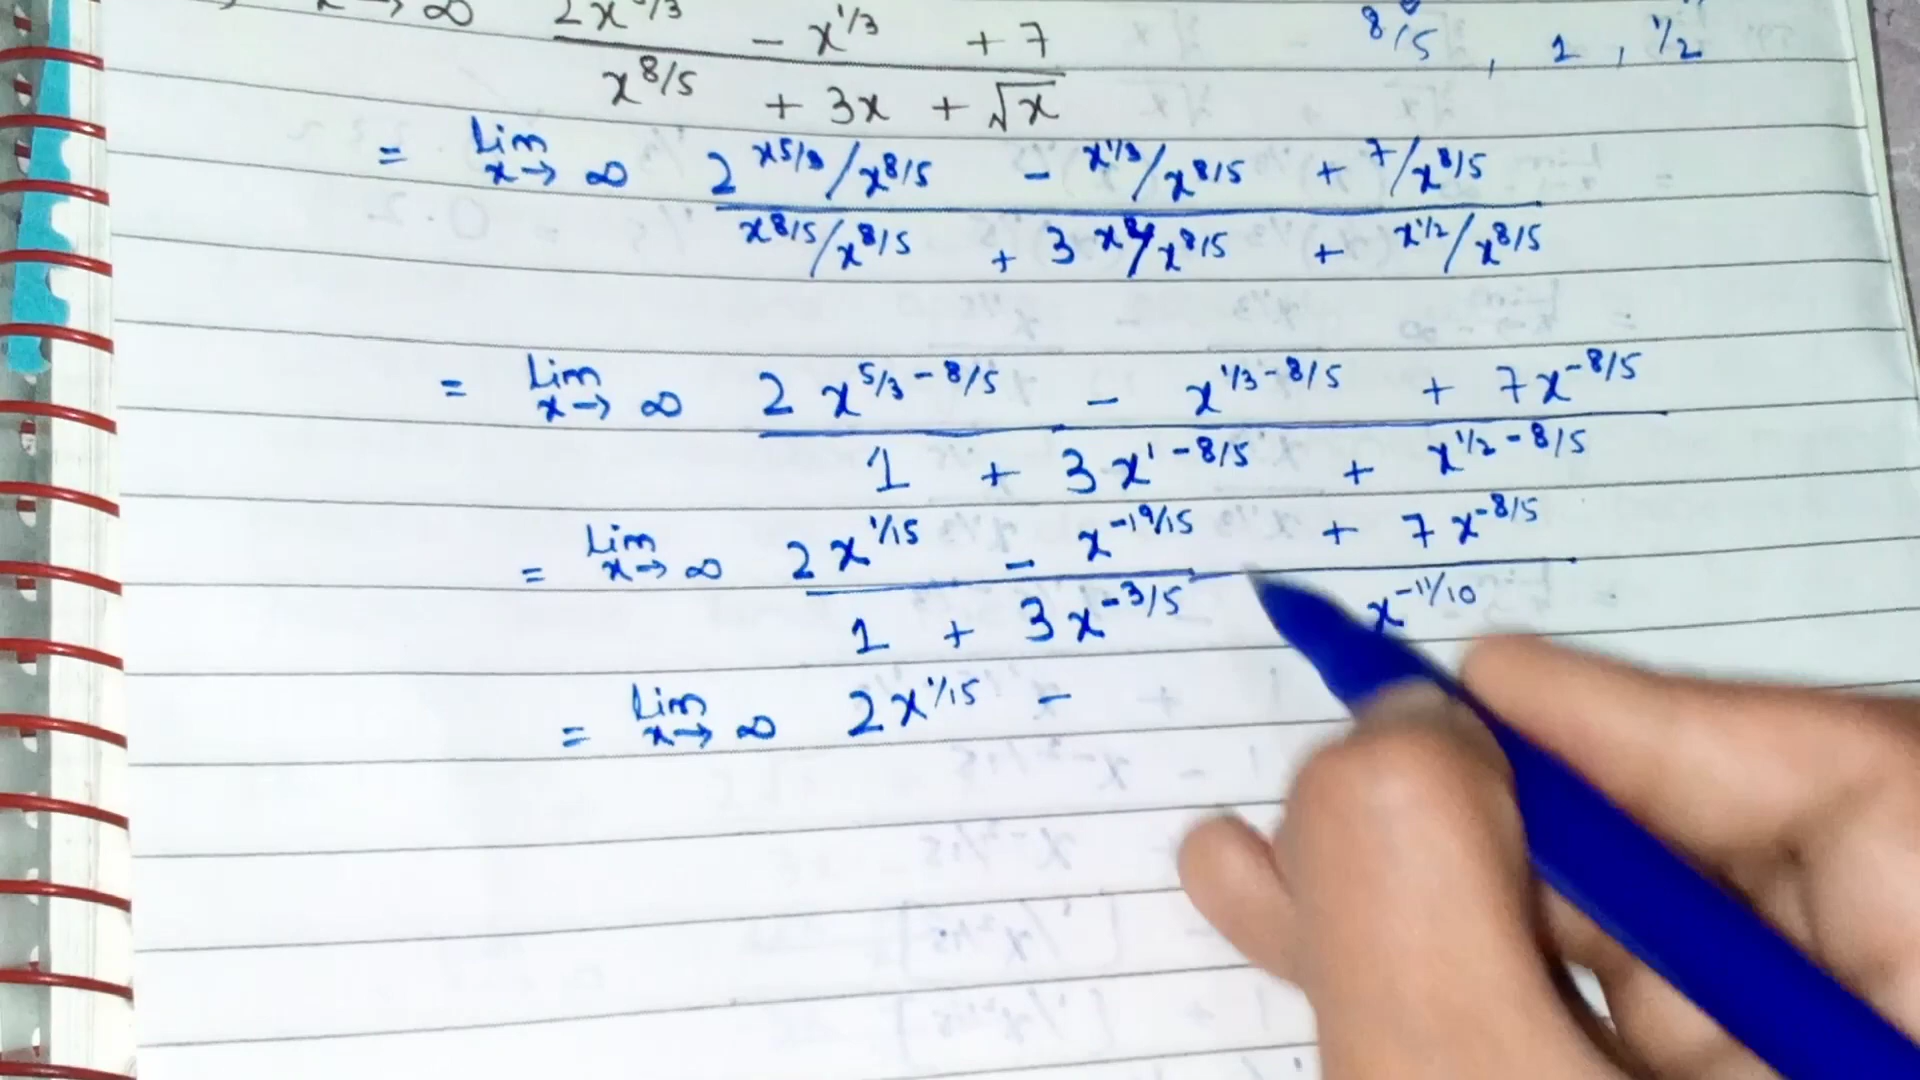 x → ∞ 2x^5/3 - x^1/3 + 7 / x^8/5 + 3x + √x
8/5 , 1 , 1/2
= Lim x→ ∞ 2 x^5/3/x^8/5 - x^1/3/x^8/5 + 7/x^8/5 / x^8/5/x^8/5 + 3 x/x^8/5 + x^1/2/x^8/5
= Lim x→ ∞ 2 x^5/3-8/5 - x^1/3-8/5 + 7x^-8/5 / 1 + 3x^1-8/5 + x^1/2-8/5
= Lim x→ ∞ 2x^1/15 - x^-19/15 + 7x^-8/5 / 1 + 3x^-3/5 x^-11/10
= Lim x→ ∞ 2x^1/15 -